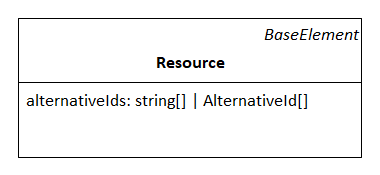 BaseElement
Resource
alternativeIds: string[] | AlternativeId[]